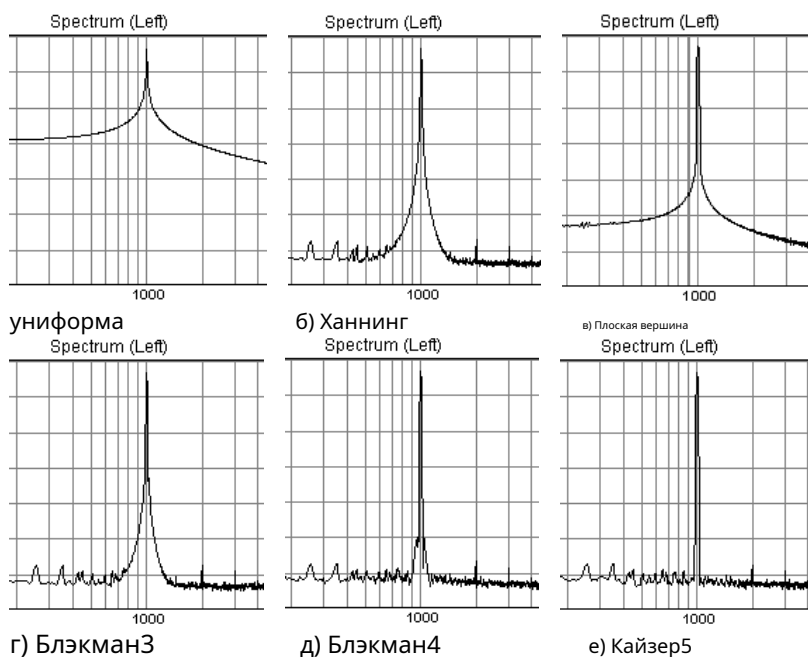 Spectrum (Left) Spectrum (Left) Spectrum (Left)
1000 1000 1000
униформа б) Ханнинг в) Плоская вершина
Spectrum (Left) Spectrum (Left) Spectrum (Left)
1000 1000 1000
г) Блэкман3 д) Блэкман4 е) Кайзер5